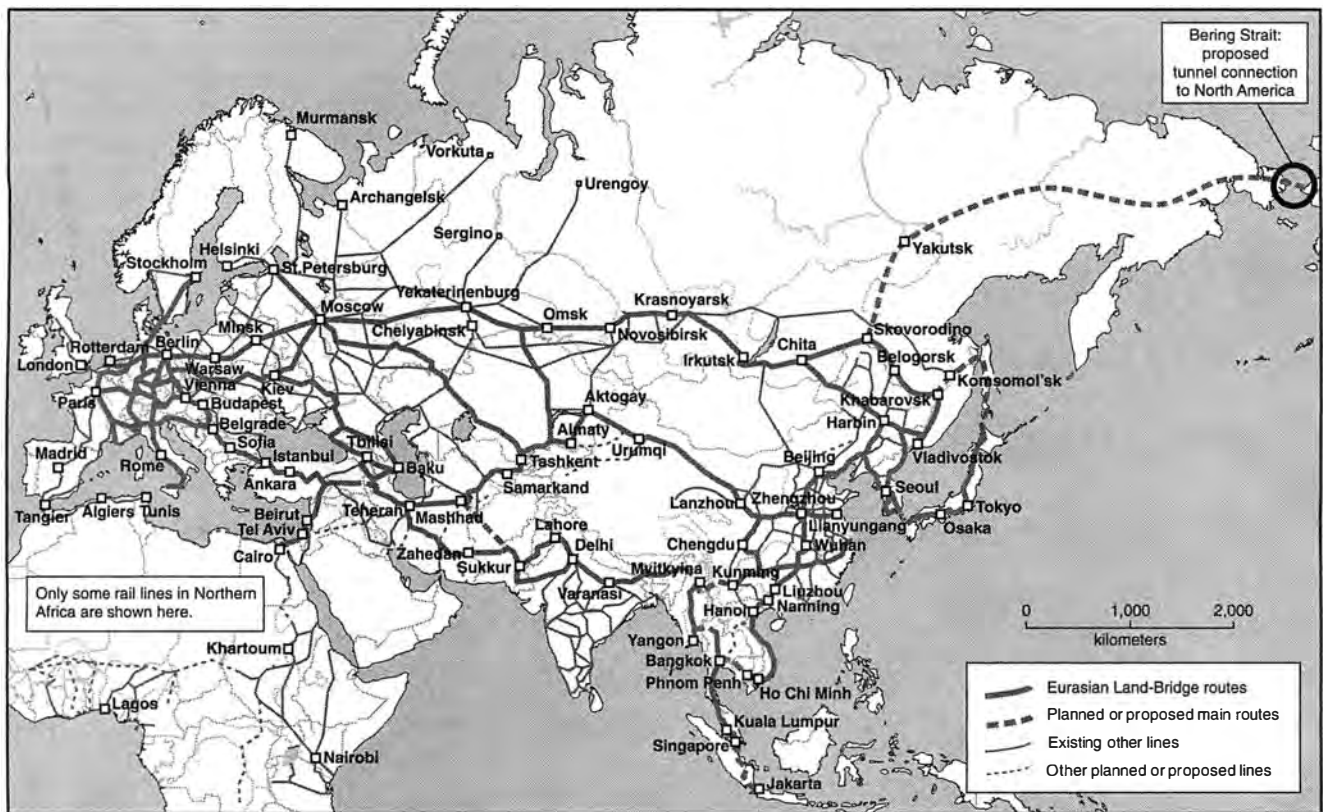 Bering Strait:
proposed
tunnel connection
to North America
Murmansk
Vorkuta
Urengoy
Archangelsk
Sergino
Yakutsk
Helsinki
Stockholm
St.Petersburg
Yekaterinenburg
Krasnoyarsk
Moscow
Omsk
Skovorodino
Minsk
Chelyabinsk
Novosibirsk
Chita
Rotterdam
Berlin
Irkutsk
Belogorsk
London
Warsaw
Komsomol'sk
Vienna
Kiev
Khabarovsk
Paris
Budapest
Aktogay
Harbin
Belgrade
Almaty
Sofia
Tbilisi
Urumqi
Vladivostok
Madrid
Istanbul
Tashkent
Beijing
Rome
Baku
Ankara
Samarkand
Seoul
Tangier
Algiers
Tunis
Teheran
Mashhad
Lanzhou
Zhengzhou
Tokyo
Beirut
Lahore
Lianyungang
Osaka
Tel Aviv
Delhi
Chengdu
Wuhan
Cairo
Zahedan
Sukkur
Myitkyina
Kunming
Varanasi
Liuzhou
Only some rail lines in Northern
Africa are shown here.
Hanoi
Nanning
0
1,000
2,000
kilometers
Khartoum
Yangon
Bangkok
Phnom Penh
Ho Chi Minh
Eurasian Land-Bridge routes
Lagos
Planned or proposed main routes
Kuala Lumpur
Existing other lines
Nairobi
Singapore
Other planned or proposed lines
Jakarta